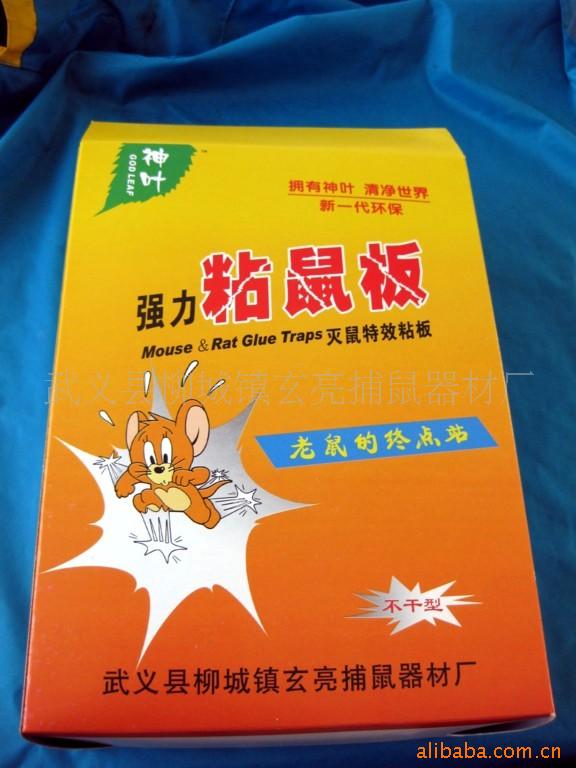 神叶™
GOD LEAF
拥有神叶 清净世界
新一代环保
强力粘鼠板
Mouse & Rat Glue Traps 灭鼠特效粘板
武义县柳城镇玄亮捕鼠器材厂
老鼠的终点站
不干型
武义县柳城镇玄亮捕鼠器材厂
alibaba.com.cn